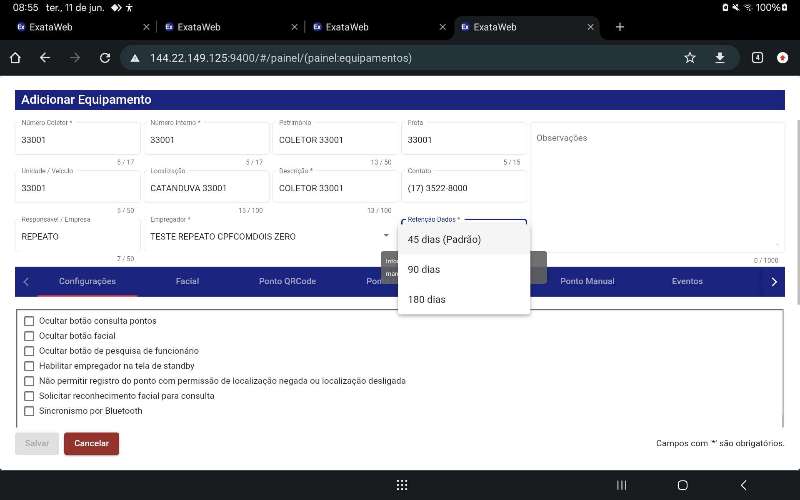 08:55 ter., 11 de jun.
100%
ExataWeb
ExataWeb
ExataWeb
ExataWeb
144.22.149.125:9400/#/painel/(painel:equipamentos)
4
Adicionar Equipamento
Número Coletor *
33001
5 / 17
Número Interno *
33001
5 / 17
Patrimônio
COLETOR 33001
13 / 50
Frota
33001
5 / 15
Observações
0 / 1000
Unidade / Veículo
33001
5 / 50
Localização
CATANDUVA 33001
15 / 100
Descrição *
COLETOR 33001
13 / 100
Contato
(17) 3522-8000
Responsável / Empresa
REPEATO
7 / 50
Empregador *
TESTE REPEATO CPFCOMDOIS ZERO
Retenção Dados *
45 dias (Padrão)
90 dias
180 dias
Configurações
Facial
Ponto QRCode
Ponto Manual
Eventos
Ocultar botão consulta pontos
Ocultar botão facial
Ocultar botão de pesquisa de funcionário
Habilitar empregador na tela de standby
Não permitir registro do ponto com permissão de localização negada ou localização desligada
Solicitar reconhecimento facial para consulta
Sincronismo por Bluetooth
Salvar
Cancelar
Campos com '*' são obrigatórios.